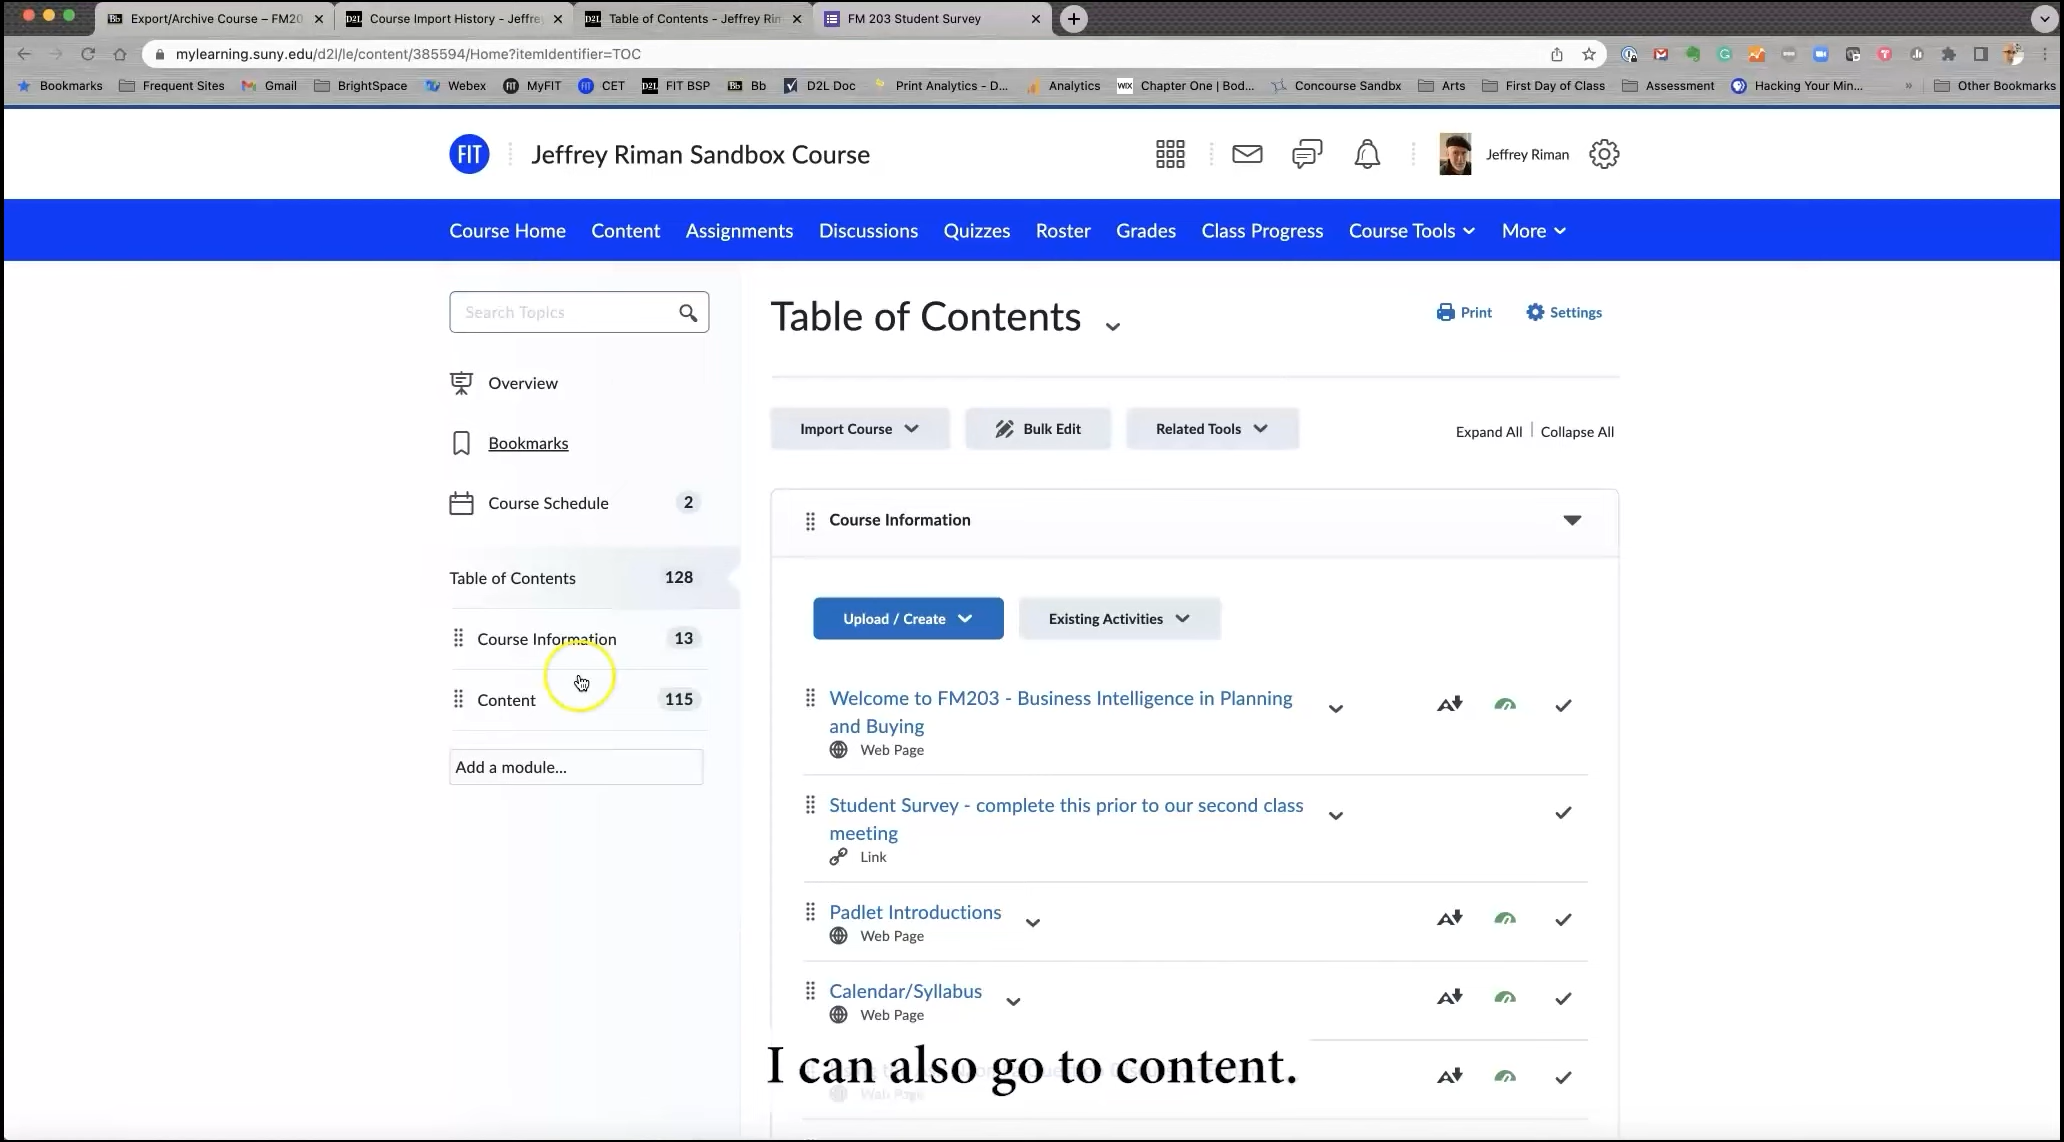 Export/Archive Course – FM20
Course Import History - Jeffre
Table of Contents - Jeffrey Rim
FM 203 Student Survey
mylearning.suny.edu/d2l/le/content/385594/Home?itemIdentifier=TOC
Bookmarks Frequent Sites Gmail BrightSpace Webex MyFIT CET FIT BSP Bb D2L Doc Print Analytics - D... Analytics Chapter One | Bod... Concourse Sandbx Arts First Day of Class Assessment Hacking Your Min... » Other Bookmarks
FIT Jeffrey Riman Sandbox Course Jeffrey Riman
Course Home Content Assignments Discussions Quizzes Roster Grades Class Progress Course Tools More
Search Topics
Overview
Bookmarks
Course Schedule 2
Table of Contents 128
Course Information 13
Content 115
Add a module...
Table of Contents
Print Settings
Import Course Bulk Edit Related Tools Expand All | Collapse All
Course Information
Upload / Create Existing Activities
Welcome to FM203 - Business Intelligence in Planning
and Buying
Web Page
Student Survey - complete this prior to our second class
meeting
Link
Padlet Introductions
Web Page
Calendar/Syllabus
Web Page
I can also go to content.
Web Page